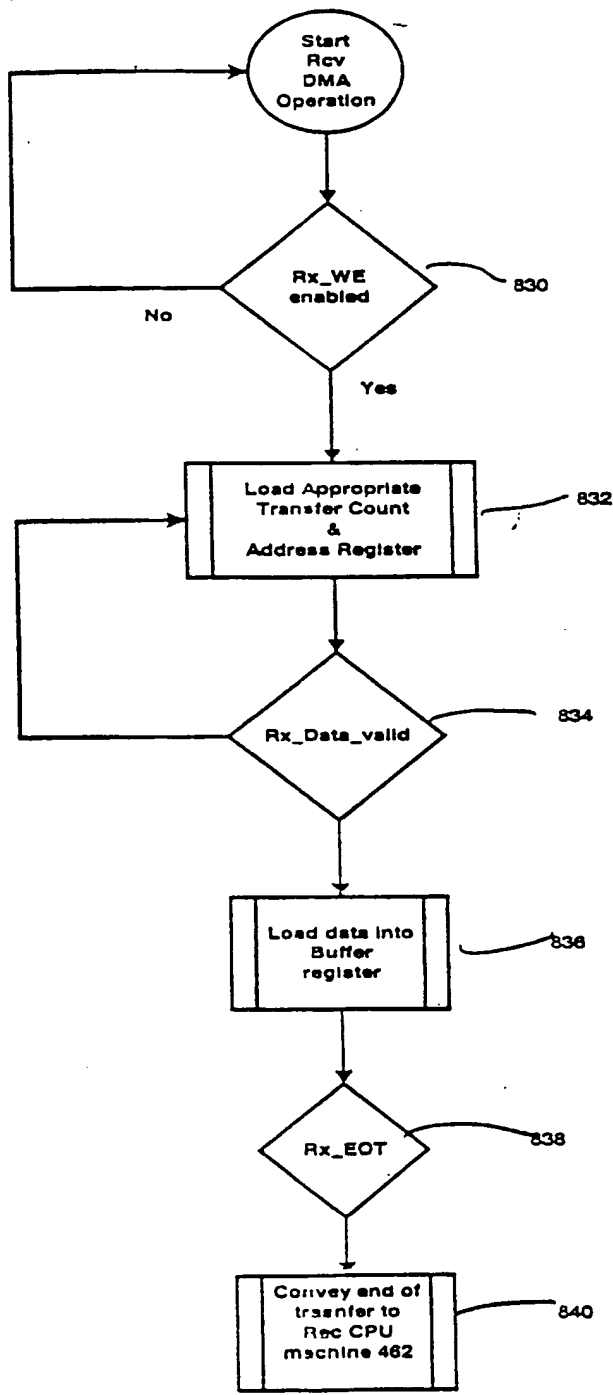 Start
Rcv
DMA
Operation
Rx_WE
enabled
830
No
Yes
Load Appropriate
Transfer Count
&
Address Register
832
Rx_Data_valid
834
Load data into
Buffer
register
836
Rx_EOT
838
Convey end of
trasnfer to
Rec CPU
machine 462
840